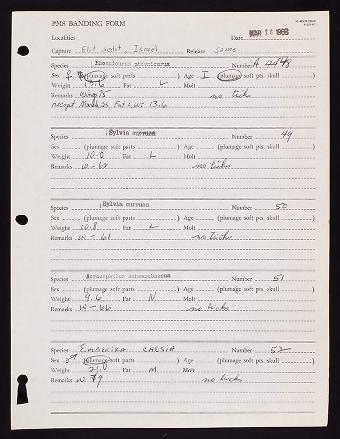 PMS BANDING FORM
Localities Date MAR 16 1968
Capture Elat, Israel Release same
Species Phoenicurus phoenicurus Number A 4448
Sex ♀ (plumage soft parts) Age I (plumage soft pts. skull)
Weight 13.6 Fat L Molt
Remarks Wing 75 no ticks
recapt March 23, Fat L, Wt 13.6
Species Sylvia curruca Number 49
Sex (plumage soft parts) Age (plumage soft pts. skull)
Weight 10.0 Fat L Molt
Remarks W - 62 no ticks
Species Sylvia curruca Number 50
Sex (plumage soft parts) Age (plumage soft pts. skull)
Weight 10.8 Fat L Molt
Remarks W - 61 no ticks
Species Acrocephalus schoenobaenus Number 51
Sex (plumage soft parts) Age (plumage soft pts. skull)
Weight 9.6 Fat N Molt
Remarks W - 66 no ticks
Species EMBERIZA CAESIA Number 52
Sex ♂ (plumage soft parts) Age (plumage soft pts. skull)
Weight 21.0 Fat M Molt
Remarks W 79 no ticks